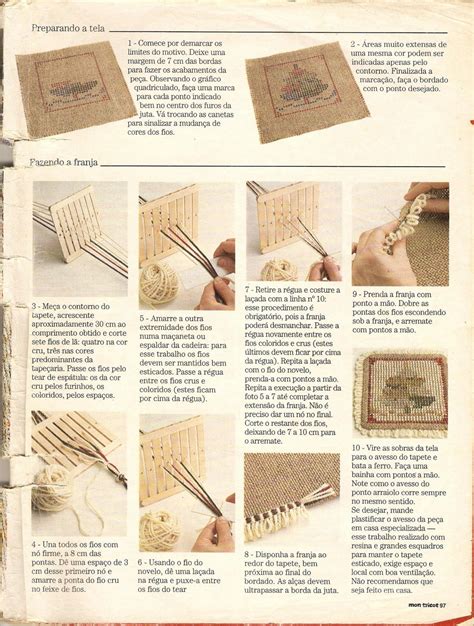 Preparando a tela
1 - Comece por demarcar os
limites do motivo. Deixe uma
margem de 7 cm das bordas
para fazer os acabamentos da
peça. Observando o gráfico
quadriculado, faça uma marca
para cada ponto indicado
bem no centro dos furos da
juta. Vá trocando as canetas
para sinalizar a mudança de
cores dos fios.
2 - Áreas muito extensas de
uma mesma cor podem ser
indicadas apenas pelo
contorno. Finalizada a
marcação, faça o bordado
com o ponto desejado.
Fazendo a franja
3 - Meça o contorno do
tapete, acrescente
aproximadamente 30 cm ao
comprimento obtido e corte
sete fios de lã: quatro na cor
cru, três nas cores
predominantes da
tapeçaria. Passe os fios pelo
tear de espátula: os da cor
cru pelos furinhos, os
coloridos, pelos espaços.
4 - Una todos os fios com
nó firme, a 8 cm das
pontas. Dê uma laçada de 3
cm desse primeiro nó e
amarre a ponta do fio cru
no feixe de fios.
5 - Amarre a outra
extremidade dos fios
numa maçaneta ou
espaldar da cadeira: para
esse trabalho os fios
devem ser mantidos bem
esticados. Passe a régua
entre os fios crus e
coloridos (estes ficam
por cima da régua).
6 - Usando o fio do
novelo, dê uma laçada
na régua e puxe-a entre
os fios do tear
7 - Retire a régua e costure a
laçada com a linha nº 10:
esse procedimento é
obrigatório, pois a franja
poderá desmanchar. Passe a
régua novamente entre os
fios coloridos e crus (estes
últimos devem ficar por cima
da régua). Repita a laçada
com o fio do novelo,
prenda-a com pontos a mão.
Repita a execução a partir da
foto 5 a 7 até completar a
extensão da franja. Não é
preciso dar um nó no final.
Corte o restante dos fios,
deixando de 7 a 10 cm para
o arremate.
8 - Disponha a franja ao
redor do tapete, bem
próxima ao final do
bordado. As alças devem
ultrapassar a borda da juta.
9 - Prenda a franja com
ponto a mão. Dobre as
pontas dos fios escondendo
sob a franja, e arremate
com pontos a mão.
10 - Vire as sobras da tela
para o avesso do tapete e
bata a ferro. Faça uma
bainha com pontos a mão.
Note como o avesso do
ponto arraiolo corre sempre
no mesmo sentido.
Se desejar, mande
plastificar o avesso da peça
em casa especializada —
esse trabalho realizado com
resina e grandes esquadros
para manter o tapete
esticado, exige espaço e
local com ventilação.
Não recomendamos que
seja feito em casa.
mon tricot 97